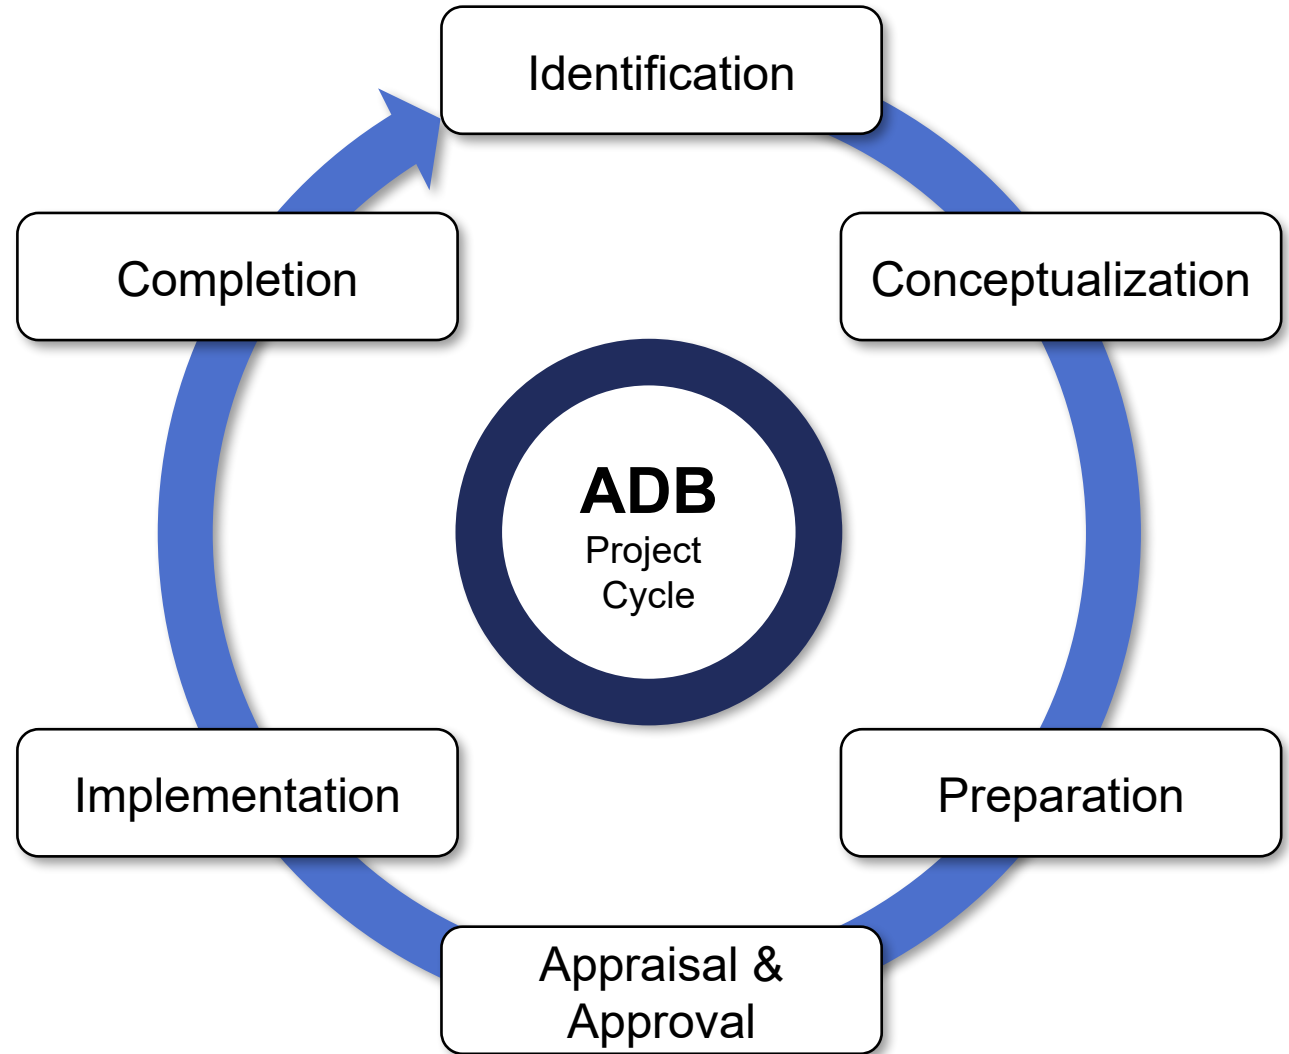 Identification
Completion
Conceptualization
ADB
Project
Cycle
Implementation
Preparation
Appraisal &
Approval